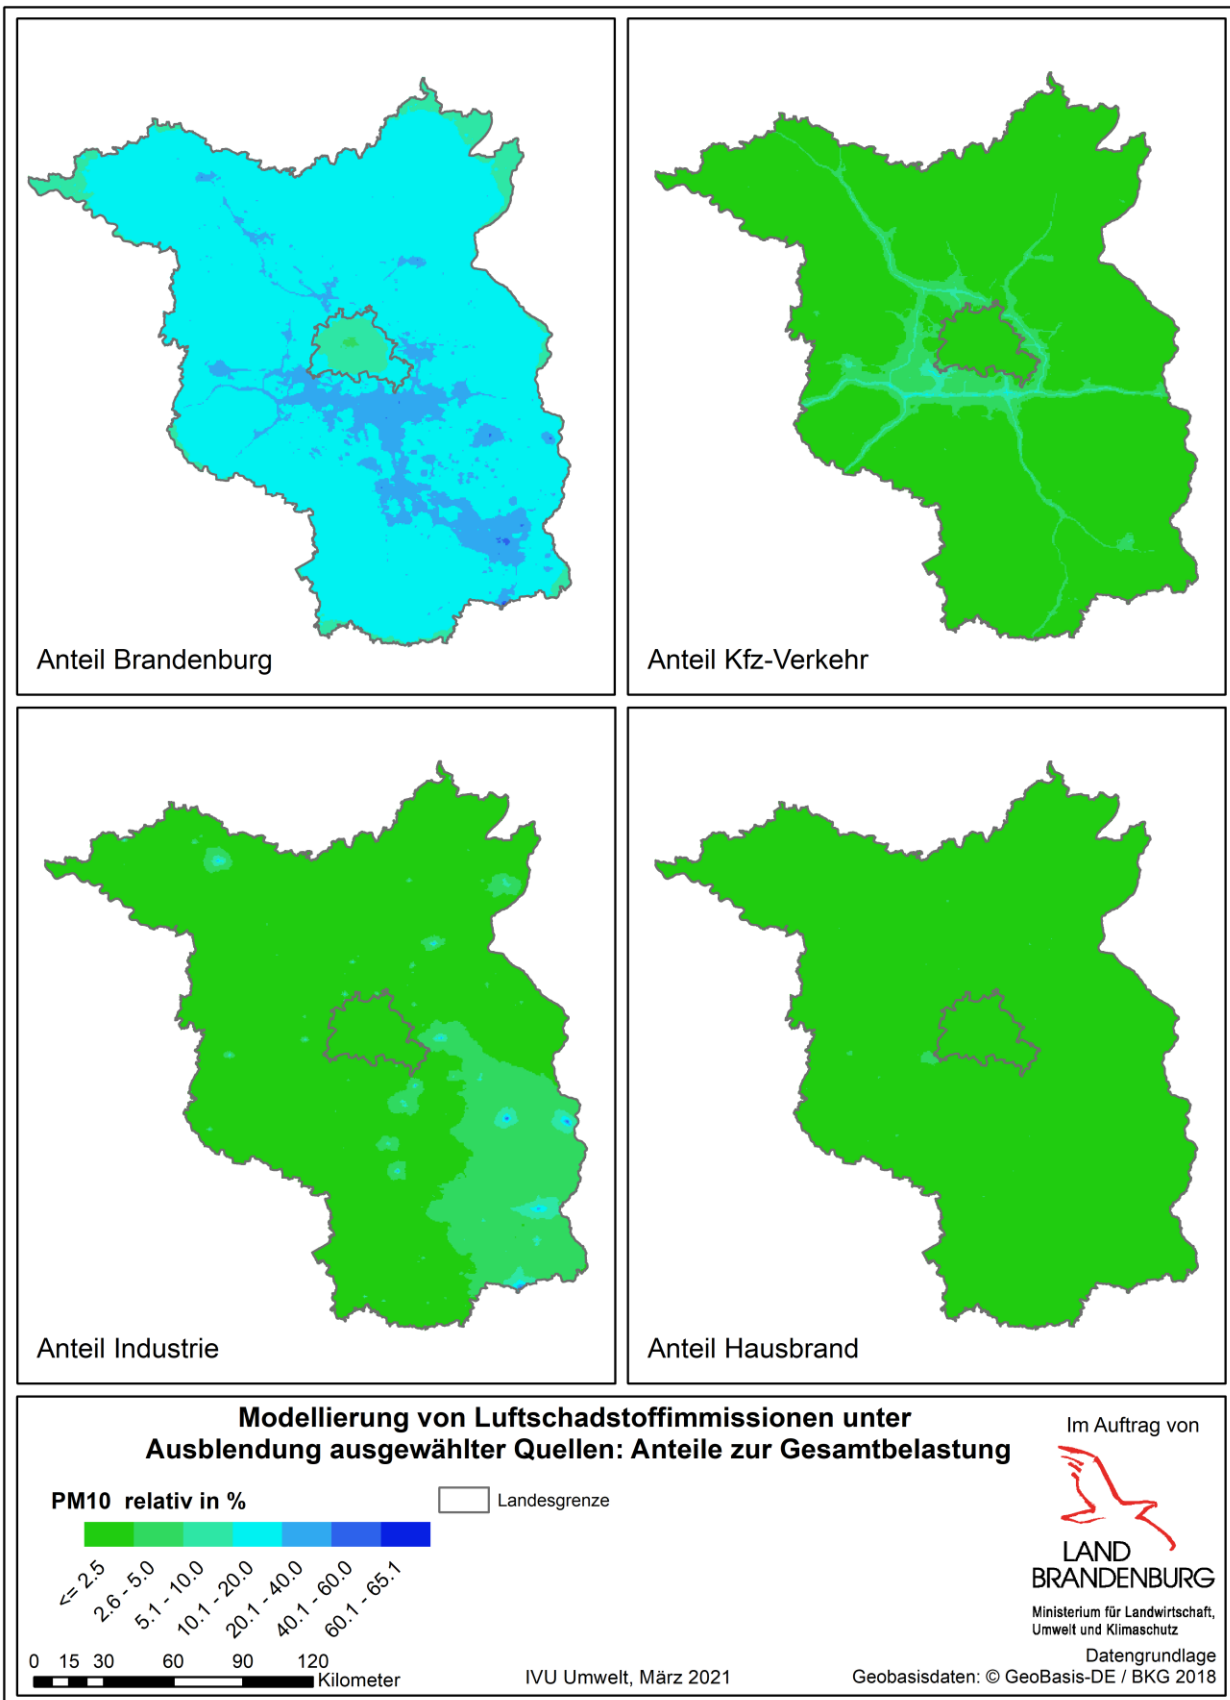 Anteil Brandenburg
Anteil Kfz-Verkehr
Anteil Industrie
Anteil Hausbrand
Modellierung von Luftschadstoffimmissionen unter
Ausblendung ausgewählter Quellen: Anteile zur Gesamtbelastung
PM10 relativ in %
Landesgrenze
<= 2.5
2.6 - 5.0
5.1 - 10.0
10.1 - 20.0
20.1 - 40.0
40.1 - 60.0
60.1 - 65.1
0 15 30 60 90 120
Kilometer
IVU Umwelt, März 2021
Im Auftrag von
LAND
BRANDENBURG
Ministerium für Landwirtschaft,
Umwelt und Klimaschutz
Datengrundlage
Geobasisdaten: © GeoBasis-DE / BKG 2018